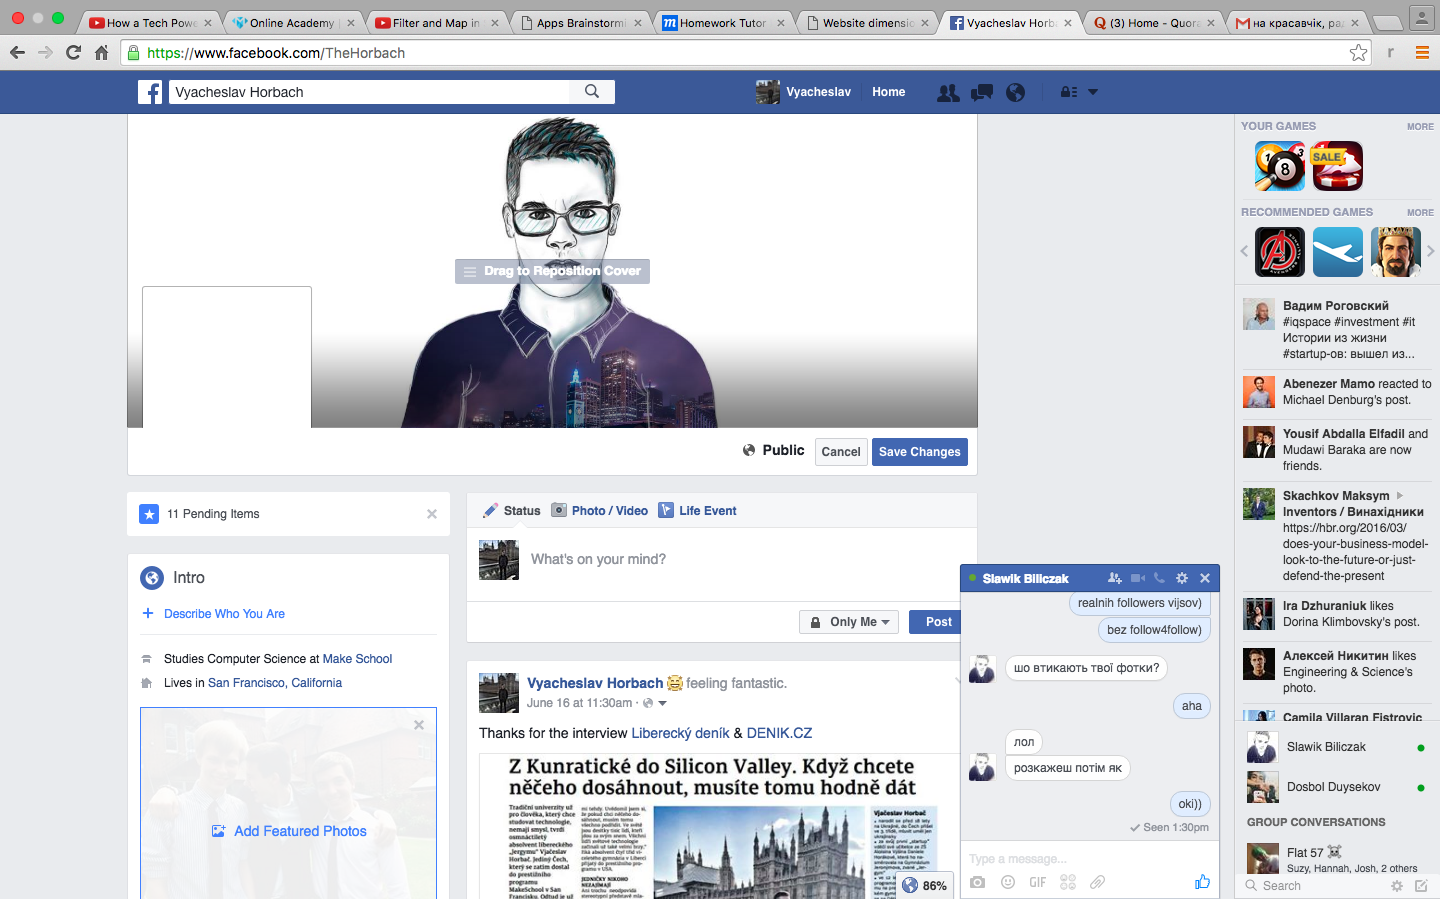 How a Tech Powe
Online Academy |
Filter and Map in
Apps Brainstormi
Homework Tutor
Website dimensio
Vyacheslav Horba
(3) Home - Quora
на красавчік, раз
https://www.facebook.com/TheHorbach
Vyacheslav Horbach
Vyacheslav
Home
Drag to Reposition Cover
Public
Cancel
Save Changes
11 Pending Items
Intro
Describe Who You Are
Studies Computer Science at Make School
Lives in San Francisco, California
Add Featured Photos
Status
Photo / Video
Life Event
What's on your mind?
Only Me
Post
Vyacheslav Horbach feeling fantastic.
June 16 at 11:30am
Thanks for the interview Liberecký deník & DENIK.CZ
Z Kunratické do Silicon Valley. Když chcete
něčeho dosáhnout, musíte tomu hodně dát
86%
Slawik Biliczak
realnih followers vijsov)
bez follow4follow)
шо втикають твої фотки?
aha
лол
розкажеш потім як
oki))
Seen 1:30pm
Type a message...
GIF
YOUR GAMES
MORE
SALE
RECOMMENDED GAMES
MORE
Вадим Роговский
#iqspace #investment #it
Истории из жизни
#startup-ов: вышел из...
Abenezer Mamo reacted to
Michael Denburg's post.
Yousif Abdalla Elfadil and
Mudawi Baraka are now
friends.
Skachkov Maksym
Inventors / Винахідники
https://hbr.org/2016/03/
does-your-business-model-
look-to-the-future-or-just-
defend-the-present
Ira Dzhuraniuk likes
Dorina Klimbovsky's post.
Алексей Никитин likes
Engineering & Science's
photo.
Camila Villaran Fistrovic
Slawik Biliczak
Dosbol Duysekov
GROUP CONVERSATIONS
Flat 57
Suzy, Hannah, Josh, 2 others
Search